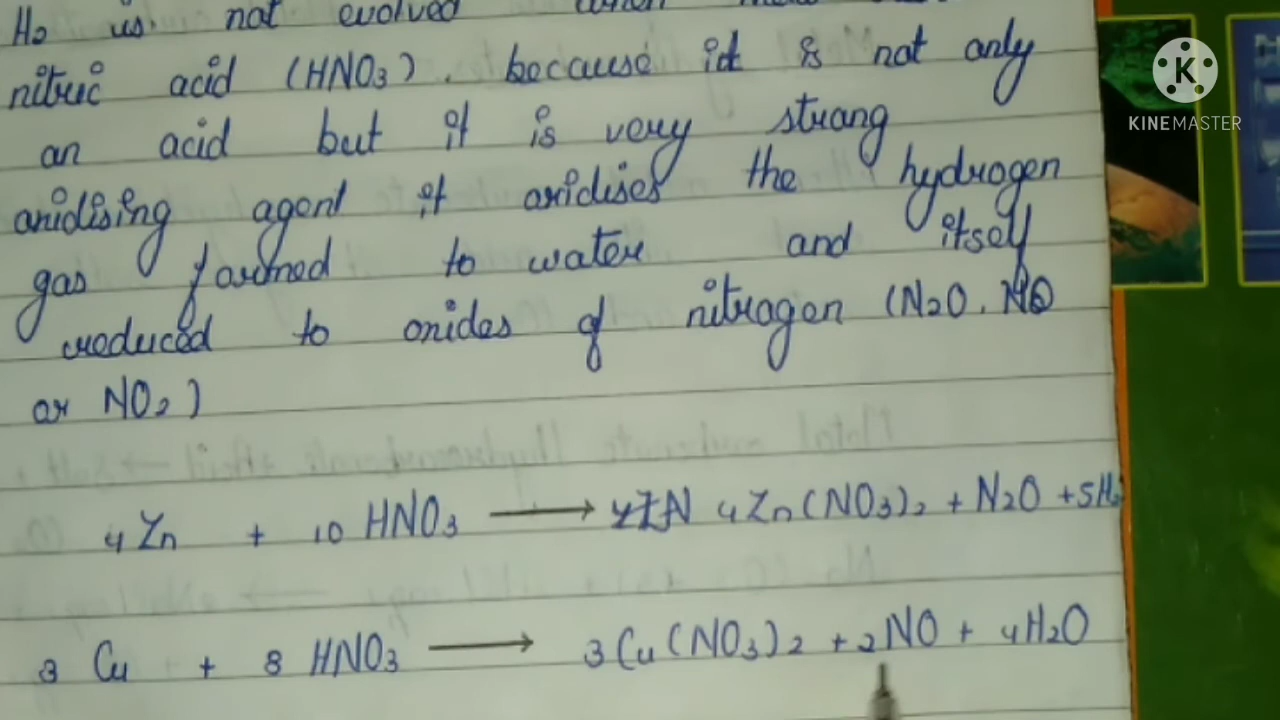 H2 is not evolved when
nitric acid (HNO3). because it is not only
an acid but it is very strong
oxidising agent it oxidises the hydrogen
gas formed to water and itself
reduced to oxides of nitrogen (N2O. NO
or NO2)
4Zn + 10 HNO3 ⟶ 4Zn(NO3)2 + N2O + 5H2
3 Cu + 8 HNO3 ⟶ 3Cu(NO3)2 + 2NO + 4H2O
K
KINEMASTER